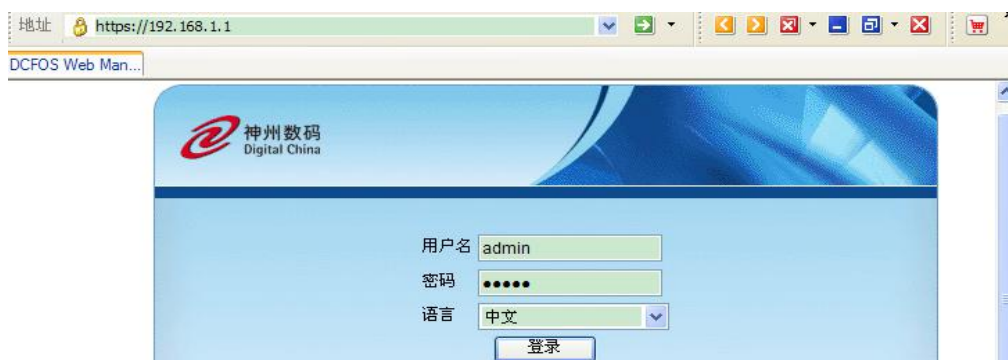 地址 https://192.168.1.1
DCFOS Web Man...
神州数码
Digital China
用户名 admin
密码 •••••
语言 中文
登录